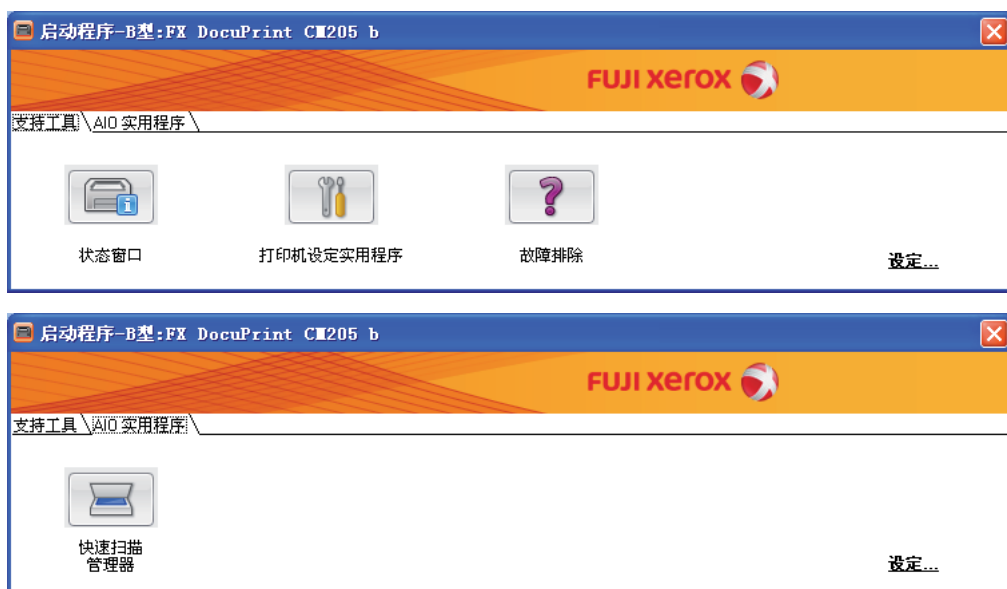 启动程序-B型:FX DocuPrint CM205 b
FUJI xerox
支持工具 AIO 实用程序
状态窗口 打印机设定实用程序 故障排除
设定...
启动程序-B型:FX DocuPrint CM205 b
FUJI xerox
支持工具 AIO 实用程序
快速扫描
管理器
设定...